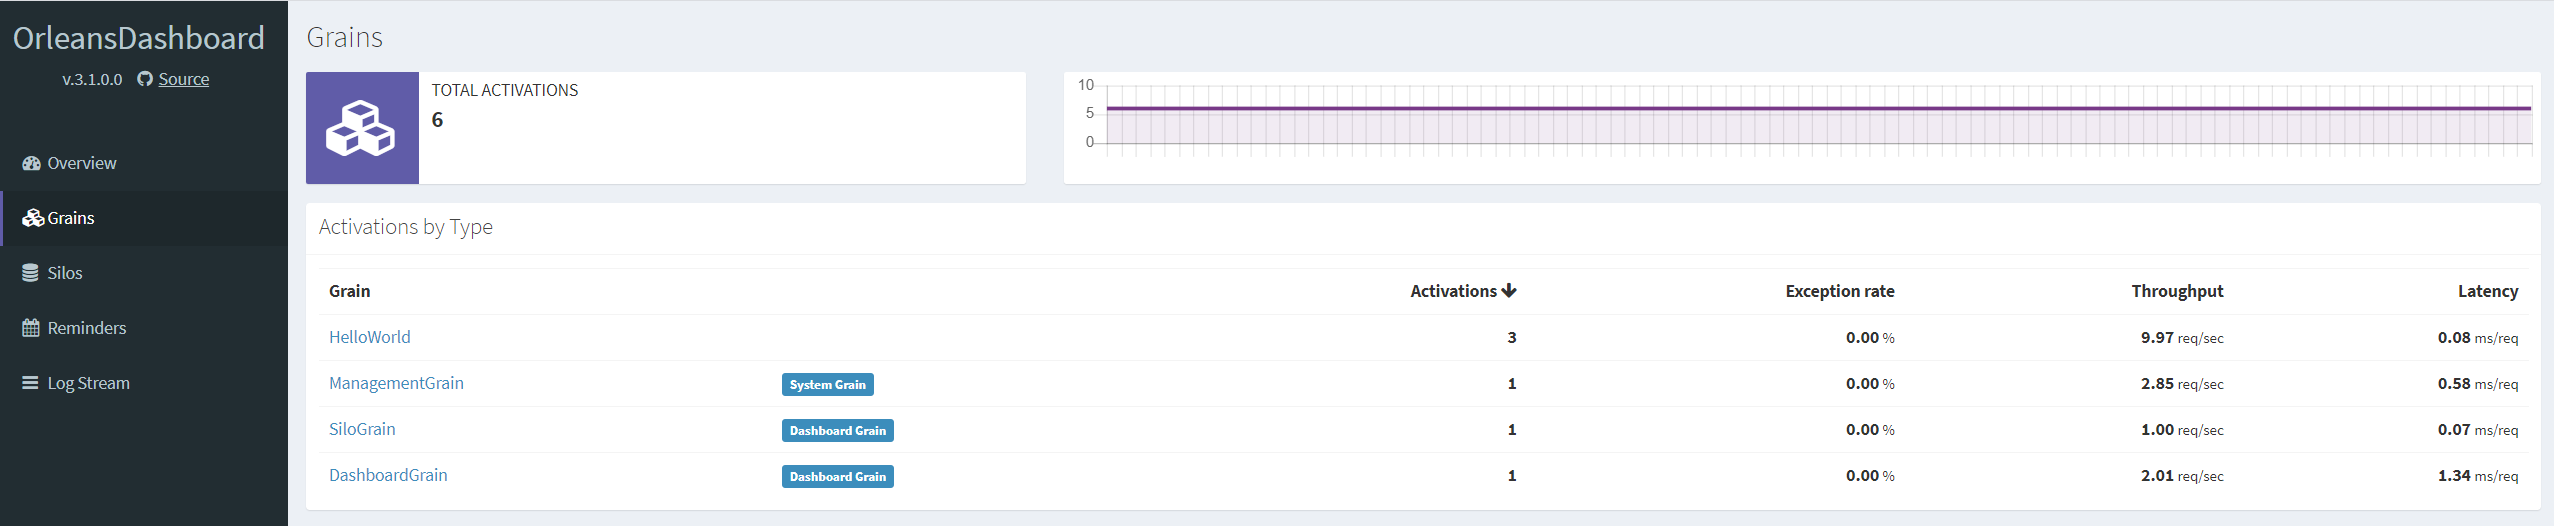 OrleansDashboard
v.3.1.0.0 Source
Overview
Grains
Silos
Reminders
Log Stream
Grains
TOTAL ACTIVATIONS
6
10
5
0
Activations by Type
Grain Activations Exception rate Throughput Latency
HelloWorld 3 0.00 % 9.97 req/sec 0.08 ms/req
ManagementGrain System Grain 1 0.00 % 2.85 req/sec 0.58 ms/req
SiloGrain Dashboard Grain 1 0.00 % 1.00 req/sec 0.07 ms/req
DashboardGrain Dashboard Grain 1 0.00 % 2.01 req/sec 1.34 ms/req